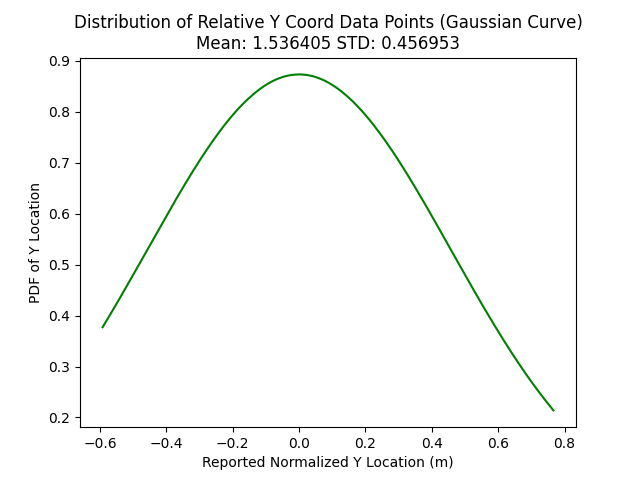 Distribution of Relative Y Coord Data Points (Gaussian Curve)
Mean: 1.536405 STD: 0.456953
0.9
0.8
0.7
0.6
0.5
0.4
0.3
0.2
PDF of Y Location
−0.6 −0.4 −0.2 0.0 0.2 0.4 0.6 0.8
Reported Normalized Y Location (m)